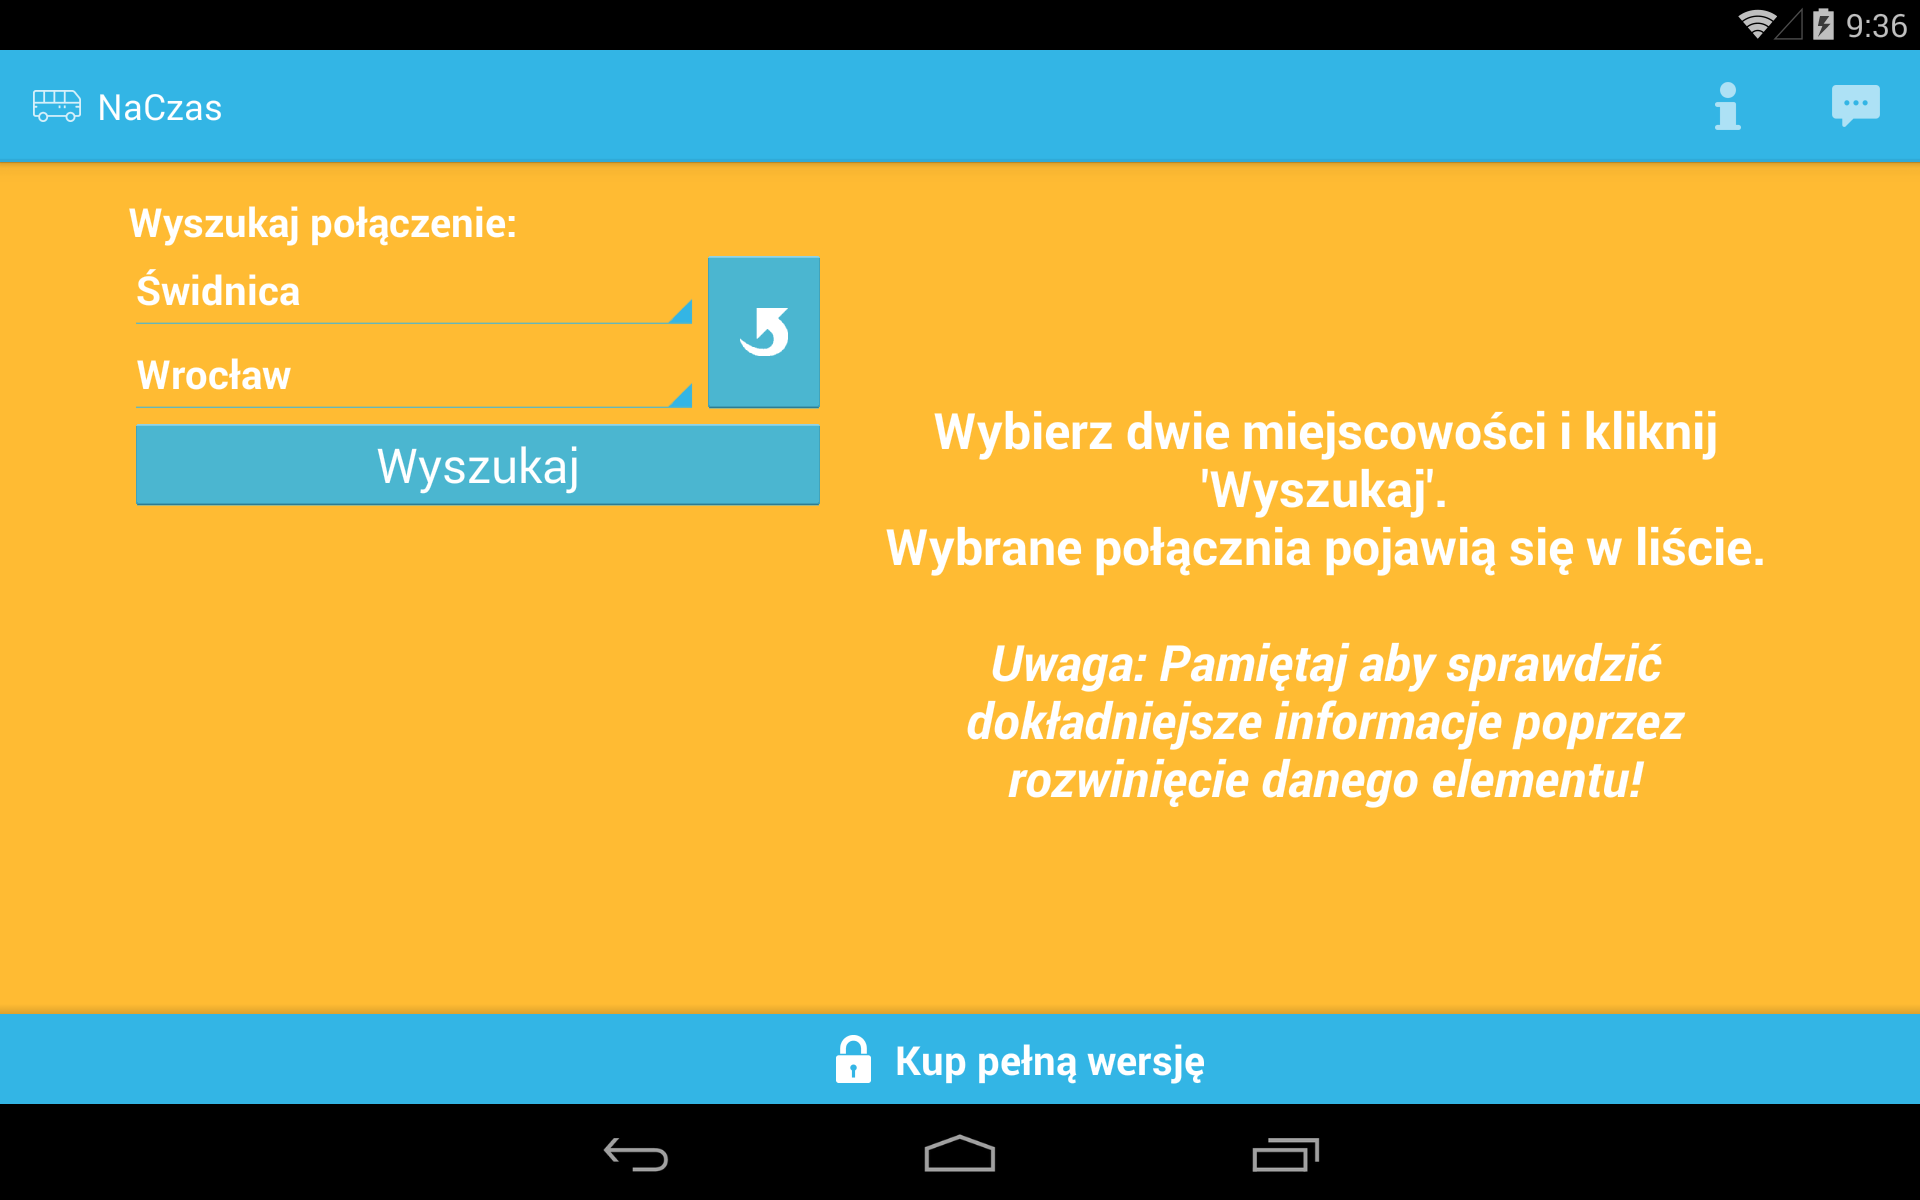 9:36
NaCzas
Wyszukaj połączenie:
Świdnica
Wrocław
Wyszukaj
Wybierz dwie miejscowości i kliknij
'Wyszukaj'.
Wybrane połącznia pojawią się w liście.
Uwaga: Pamiętaj aby sprawdzić
dokładniejsze informacje poprzez
rozwinięcie danego elementu!
Kup pełną wersję